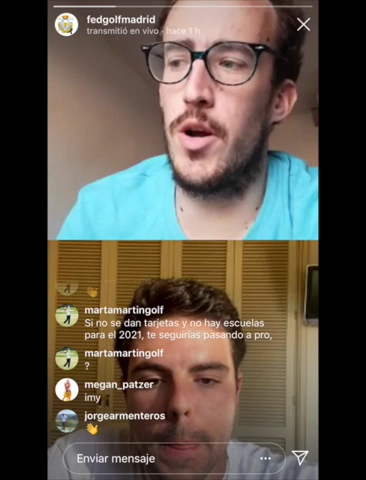 fedgolfmadrid
transmitió en vivo · hace 1 h
martamartingolf
Si no se dan tarjetas y no hay escuelas
para el 2021, te seguirías pasando a pro,
martamartingolf
?
megan_patzer
imy
jorgearmenteros
👋
Enviar mensaje